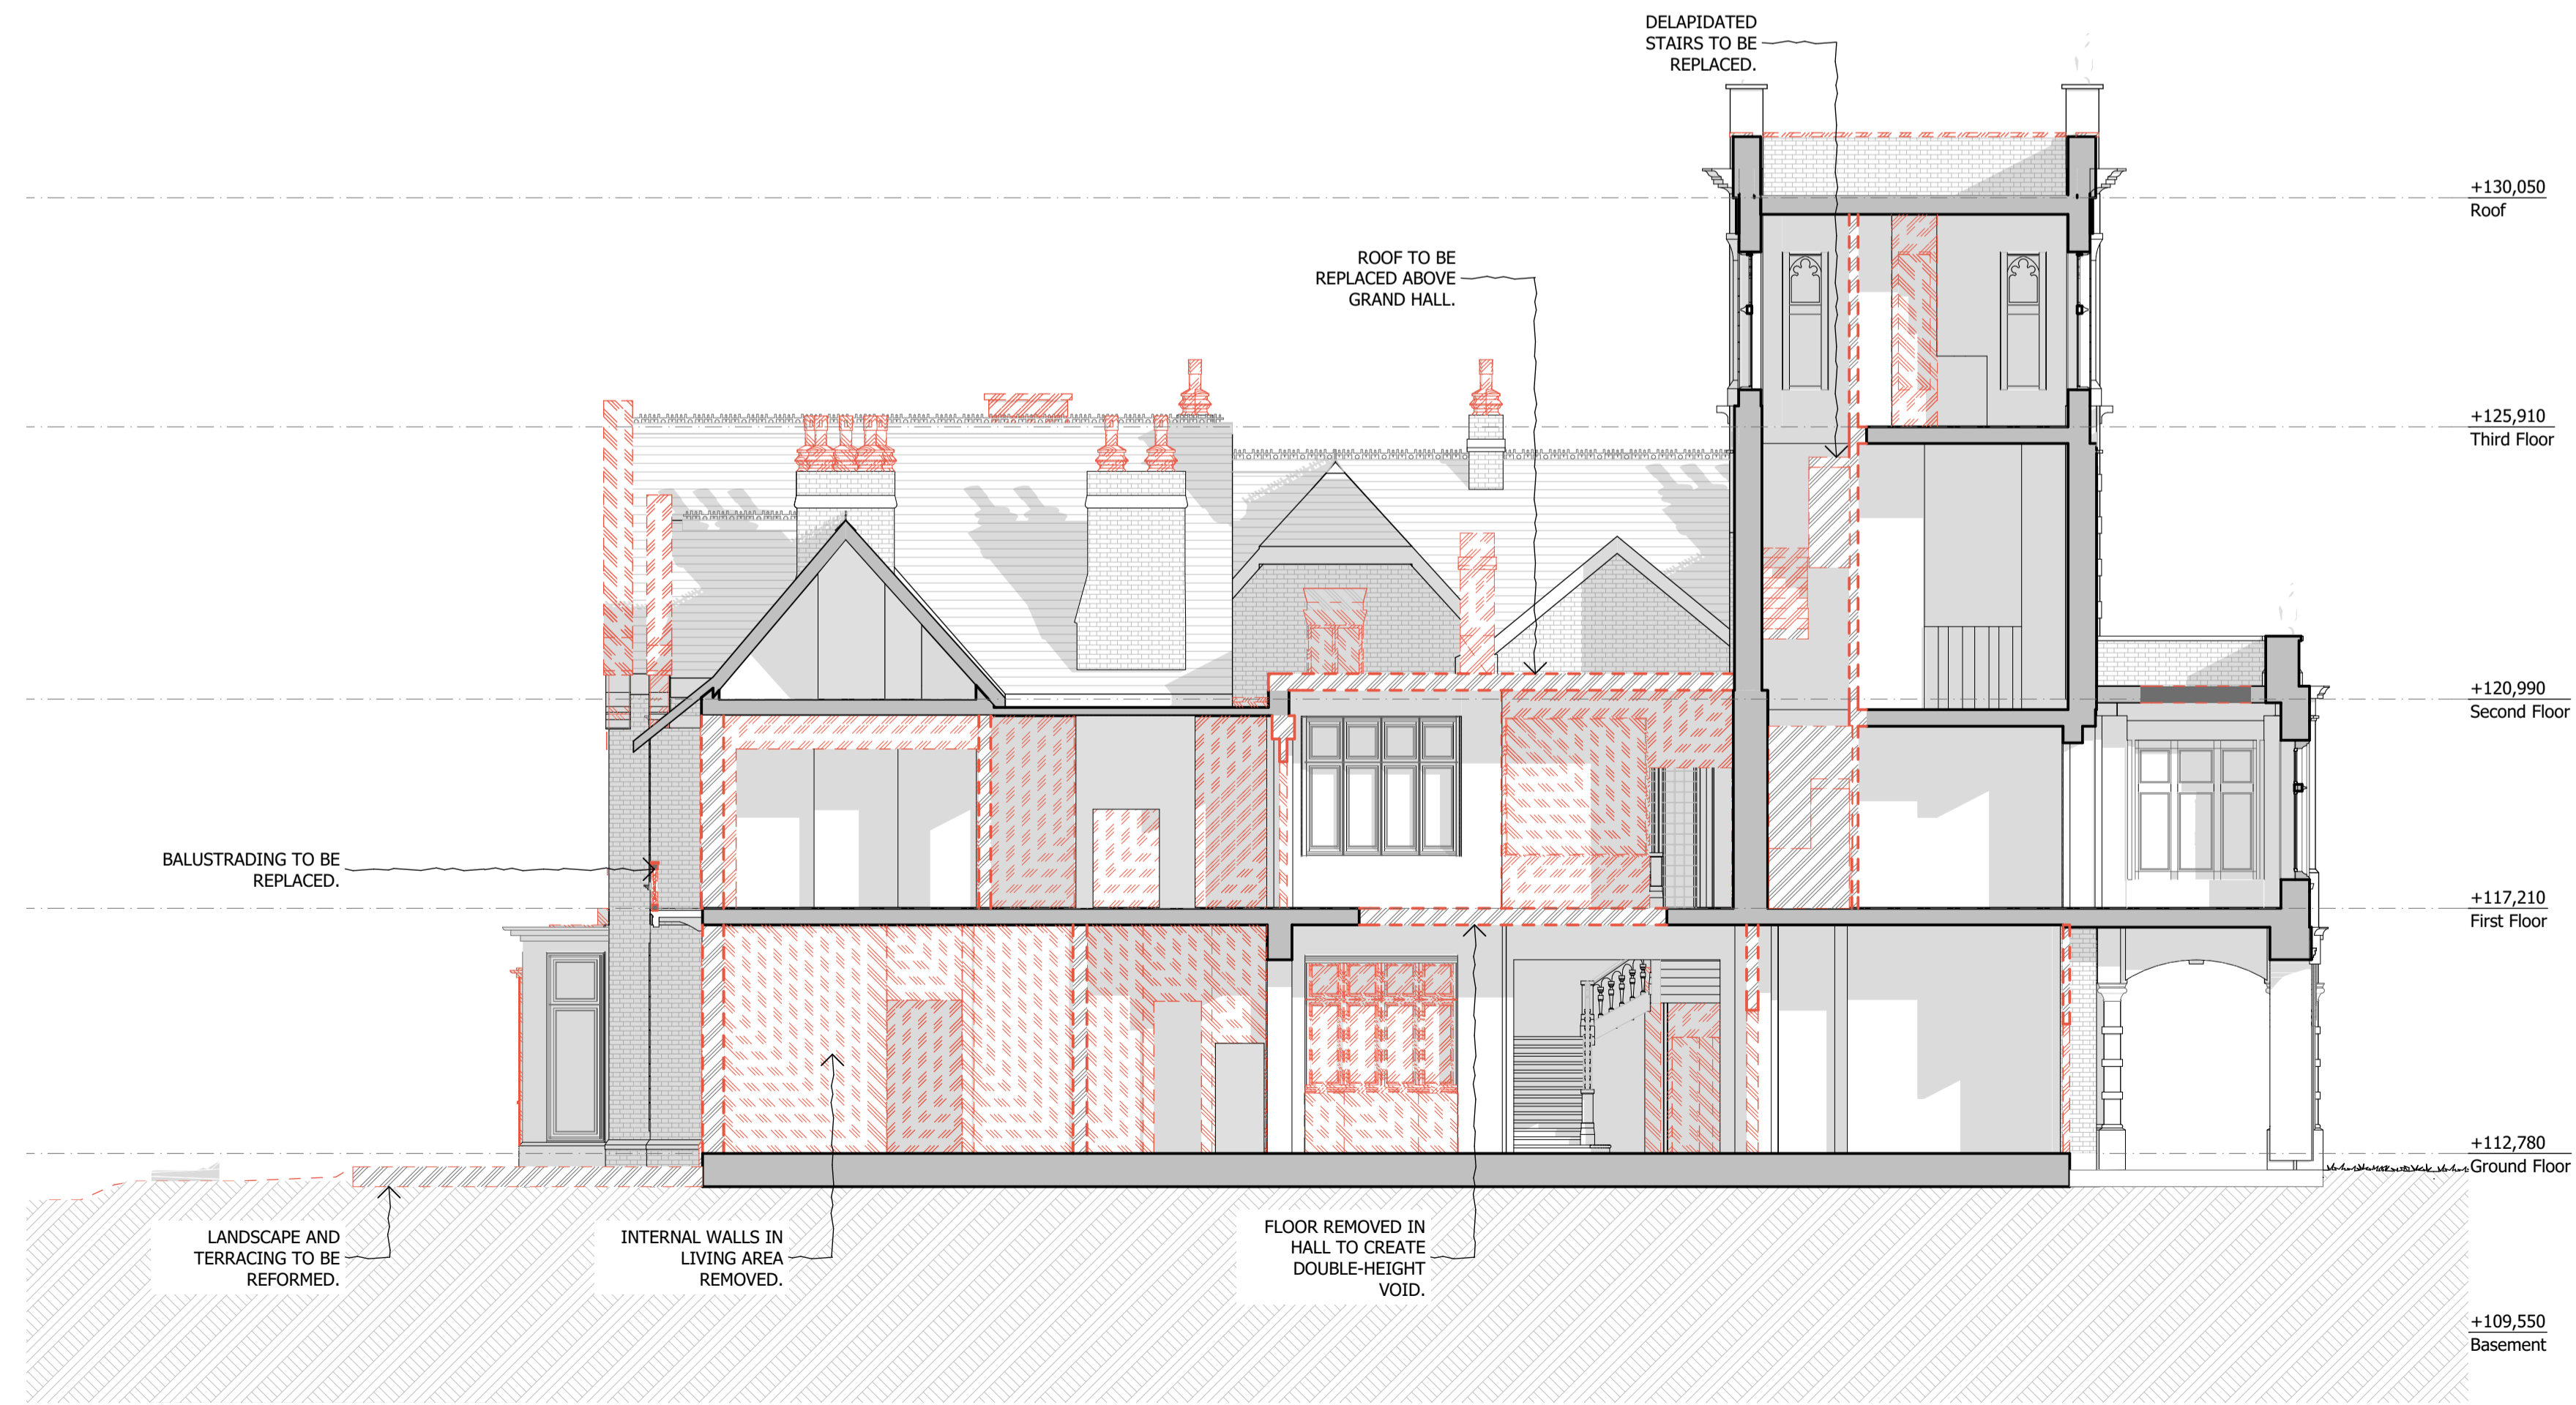 DELAPIDATED
STAIRS TO BE
REPLACED.
+130,050
Roof
ROOF TO BE
REPLACED ABOVE
GRAND HALL.
+125,910
Third Floor
+120,990
Second Floor
BALUSTRADING TO BE
REPLACED.
+117,210
First Floor
+112,780
Ground Floor
LANDSCAPE AND
TERRACING TO BE
REFORMED.
INTERNAL WALLS IN
LIVING AREA
REMOVED.
FLOOR REMOVED IN
HALL TO CREATE
DOUBLE-HEIGHT
VOID.
+109,550
Basement